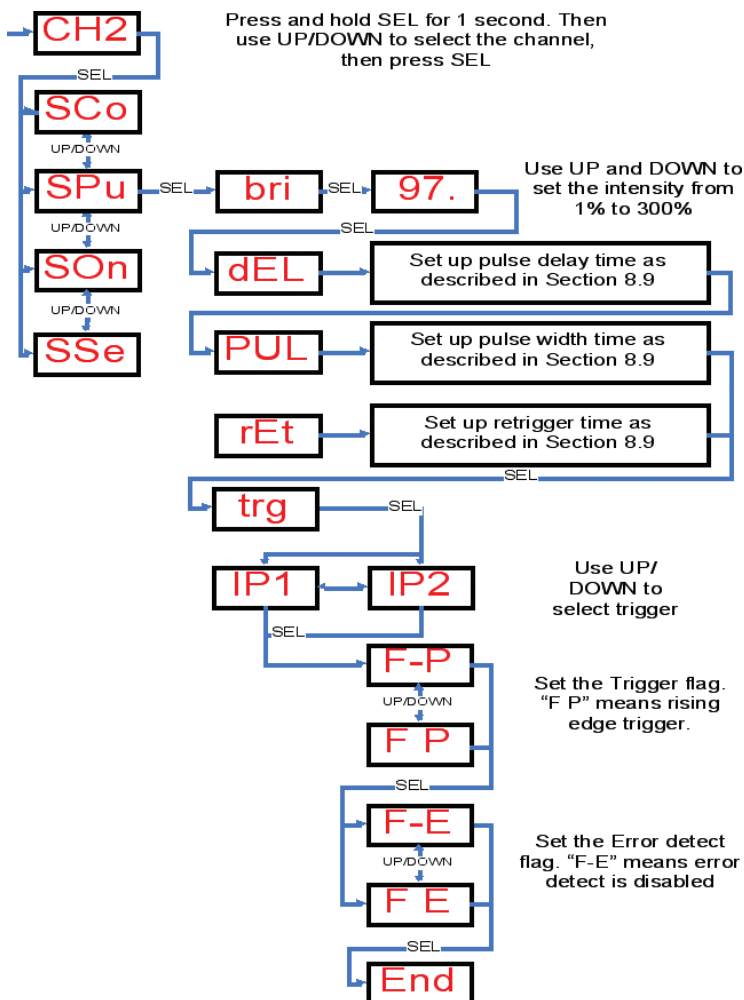 CH2
Press and hold SEL for 1 second. Then
use UP/DOWN to select the channel,
then press SEL
SEL
SCo
UP/DOWN
SPu
SEL
bri
SEL
97.
Use UP and DOWN to
set the intensity from
1% to 300%
UP/DOWN
SEL
SOn
dEL
Set up pulse delay time as
described in Section 8.9
UP/DOWN
SSe
PUL
Set up pulse width time as
described in Section 8.9
rEt
Set up retrigger time as
described in Section 8.9
SEL
trg
SEL
IP1
IP2
Use UP/
DOWN to
select trigger
SEL
F-P
UP/DOWN
F P
Set the Trigger flag.
“F P” means rising
edge trigger.
SEL
F-E
UP/DOWN
F E
Set the Error detect
flag. “F-E” means error
detect is disabled
SEL
End